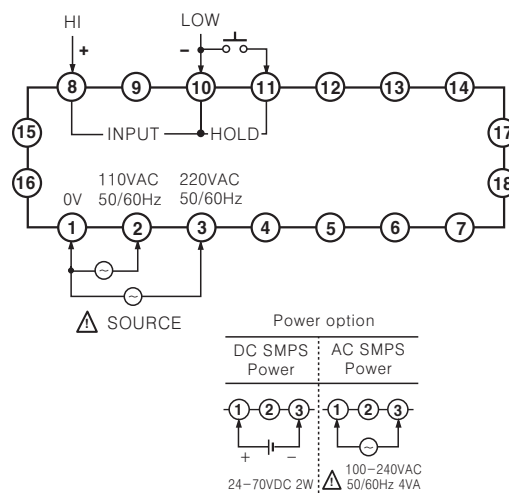 HI
LOW
+
−
8 9 10 11 12 13 14
INPUT
HOLD
15
17
16
18
0V
110VAC
50/60Hz
220VAC
50/60Hz
1 2 3 4 5 6 7
~
~
⚠ SOURCE
Power option
DC SMPS
Power
AC SMPS
Power
1 2 3
1 2 3
+ −
~
24−70VDC 2W
⚠ 100−240VAC
50/60Hz 4VA